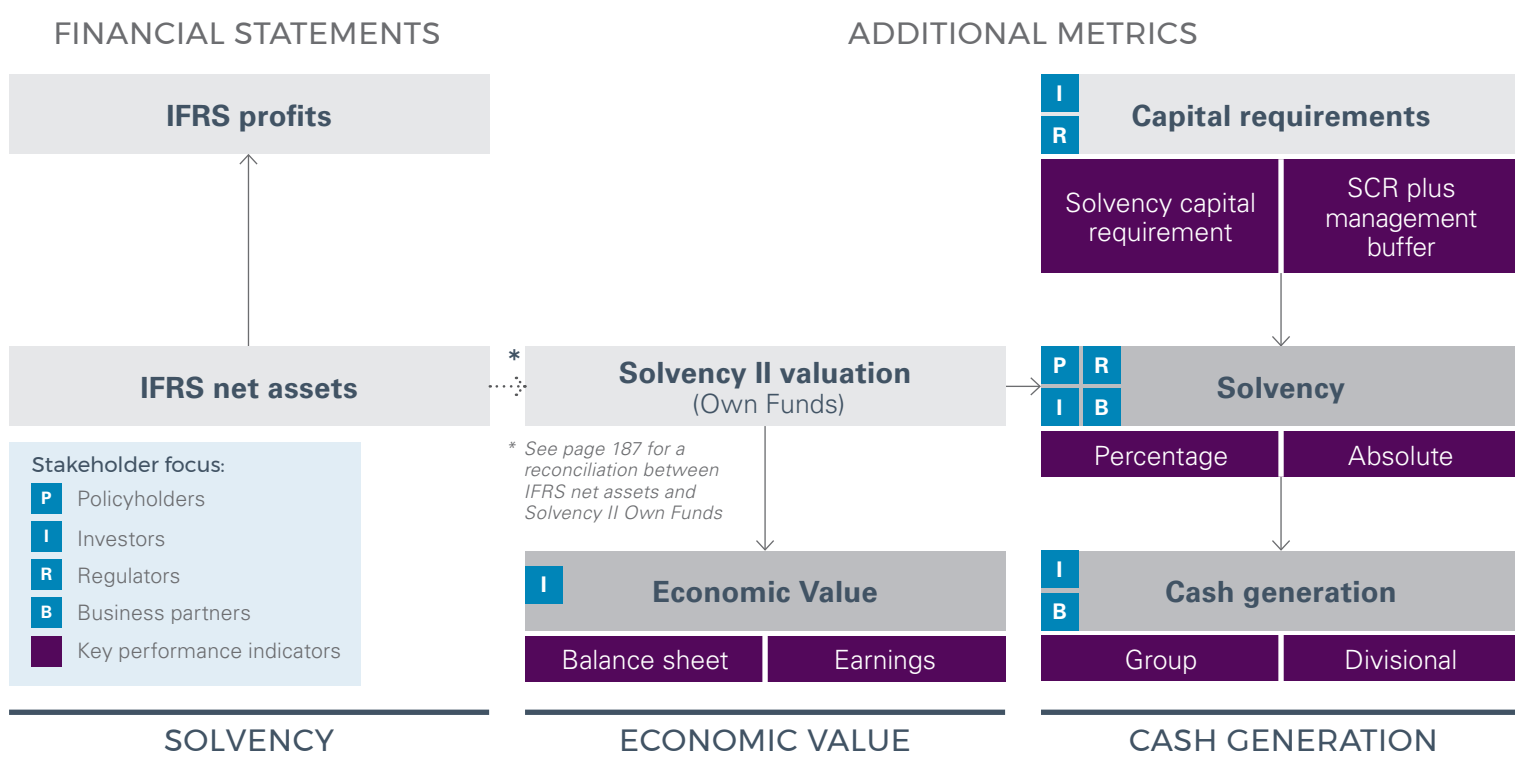 FINANCIAL STATEMENTS
ADDITIONAL METRICS
IFRS profits
I
R
Capital requirements
Solvency capital
requirement
SCR plus
management
buffer
IFRS net assets
*
Solvency II valuation
(Own Funds)
P R
I B
Solvency
Percentage
Absolute
* See page 187 for a
reconciliation between
IFRS net assets and
Solvency II Own Funds
Stakeholder focus:
P Policyholders
I Investors
R Regulators
B Business partners
Key performance indicators
I
Economic Value
Balance sheet
Earnings
I
B
Cash generation
Group
Divisional
SOLVENCY
ECONOMIC VALUE
CASH GENERATION